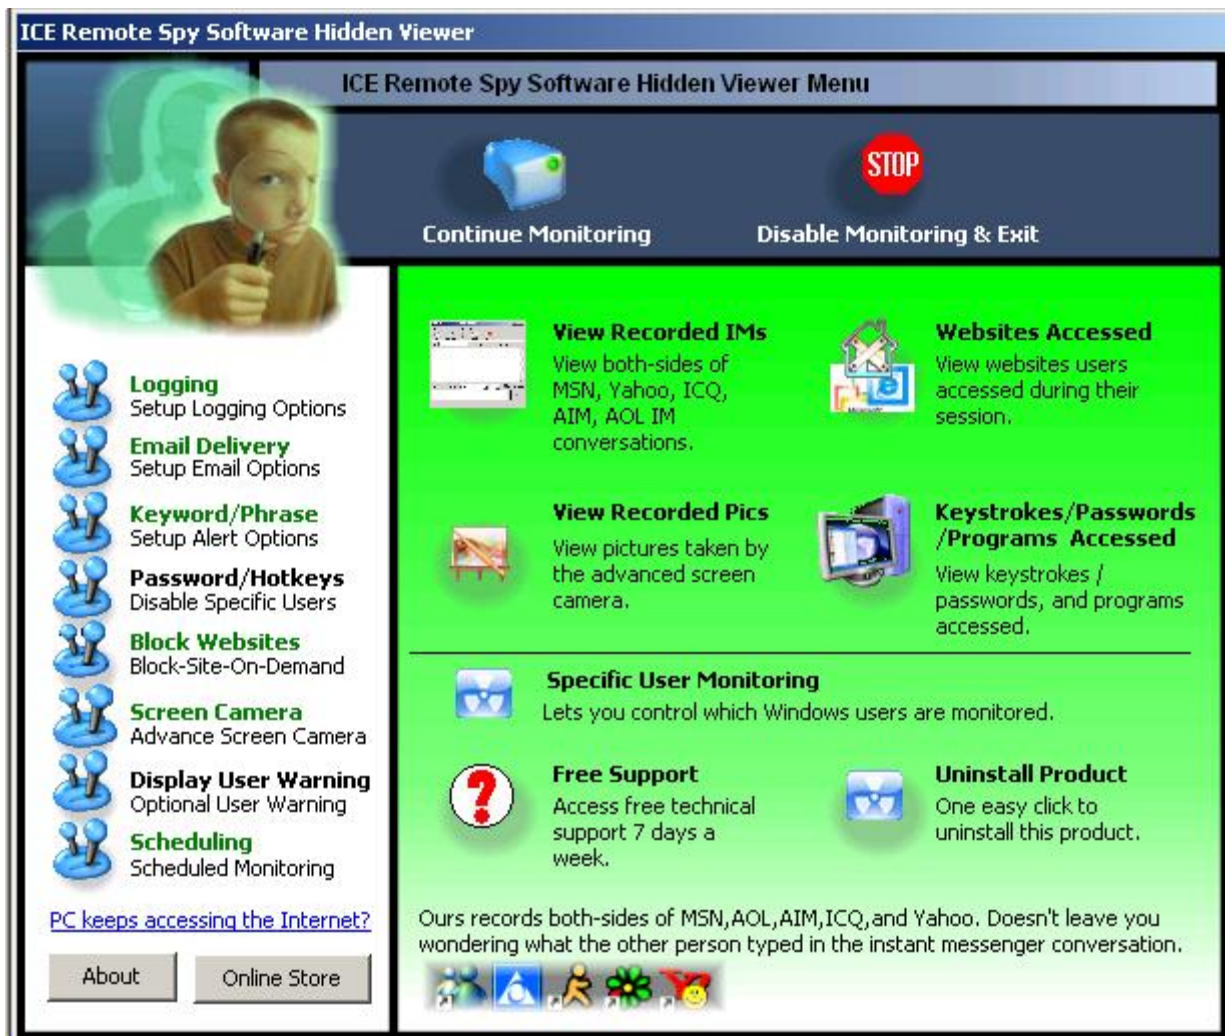 ICE Remote Spy Software Hidden Viewer
ICE Remote Spy Software Hidden Viewer Menu
STOP
Continue Monitoring
Disable Monitoring & Exit
Logging
Setup Logging Options
Email Delivery
Setup Email Options
Keyword/Phrase
Setup Alert Options
Password/Hotkeys
Disable Specific Users
Block Websites
Block-Site-On-Demand
Screen Camera
Advance Screen Camera
Display User Warning
Optional User Warning
Scheduling
Scheduled Monitoring
PC keeps accessing the Internet?
About
Online Store
View Recorded IMs
View both-sides of
MSN, Yahoo, ICQ,
AIM, AOL IM
conversations.
Websites Accessed
View websites users
accessed during their
session.
View Recorded Pics
View pictures taken by
the advanced screen
camera.
Keystrokes/Passwords
/Programs Accessed
View keystrokes /
passwords, and programs
accessed.
Specific User Monitoring
Lets you control which Windows users are monitored.
Free Support
Access free technical
support 7 days a
week.
Uninstall Product
One easy click to
uninstall this product.
Ours records both-sides of MSN,AOL,AIM,ICQ,and Yahoo. Doesn't leave you
wondering what the other person typed in the instant messenger conversation.